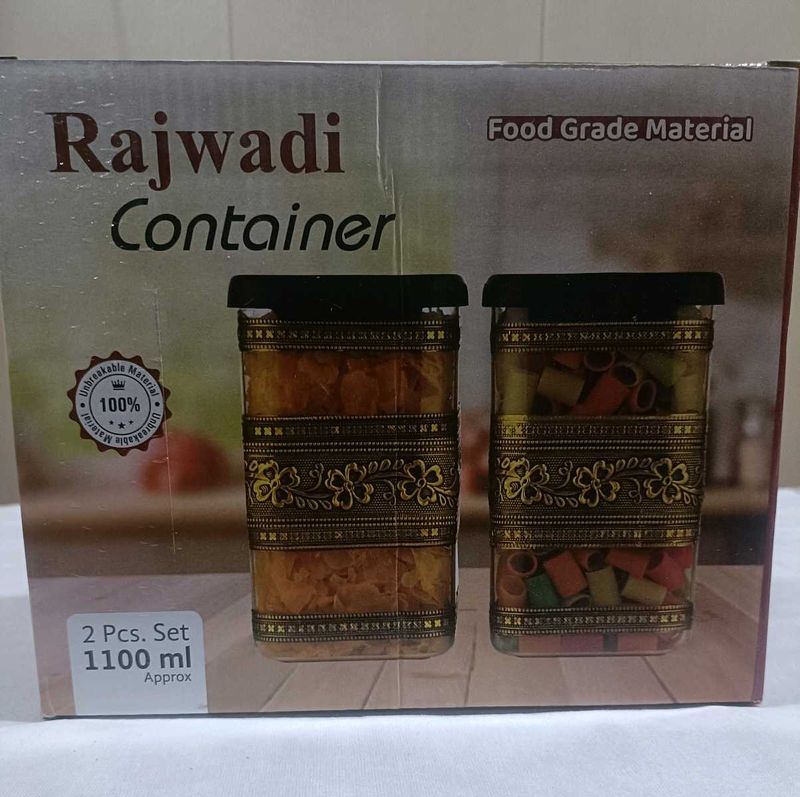 Rajwadi
Container
Food Grade Material
Unbreakable Material
100%
Unbreakable Material
2 Pcs. Set
1100 ml
Approx